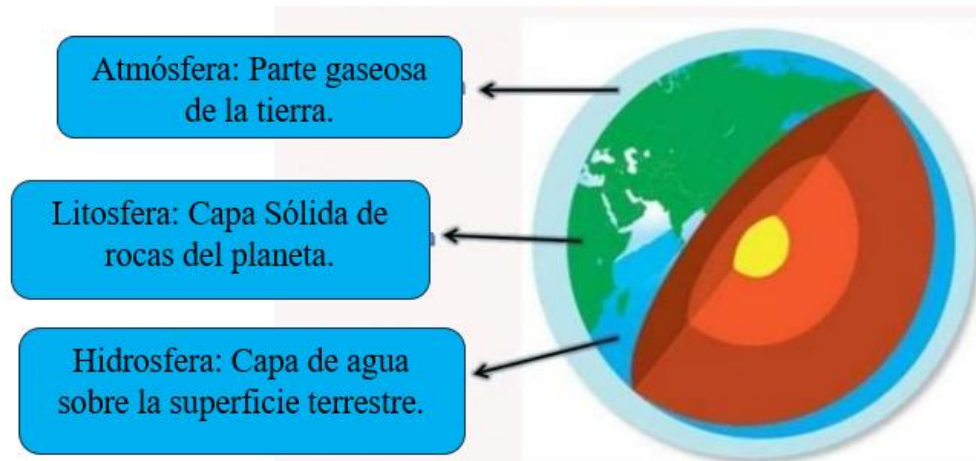 Atmósfera: Parte gaseosa
de la tierra.
Litosfera: Capa Sólida de
rocas del planeta.
Hidrosfera: Capa de agua
sobre la superficie terrestre.